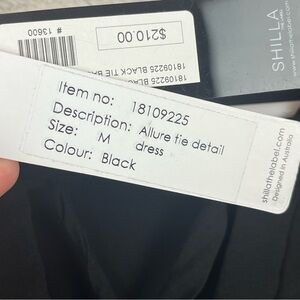 # 13600
$210.00
18109225 BLACK TIE
SHILLA
Item no: 18109225
Description: Allure tie detail
dress
Size: M
Colour: Black
shillathelabel.com
Designed in Australia